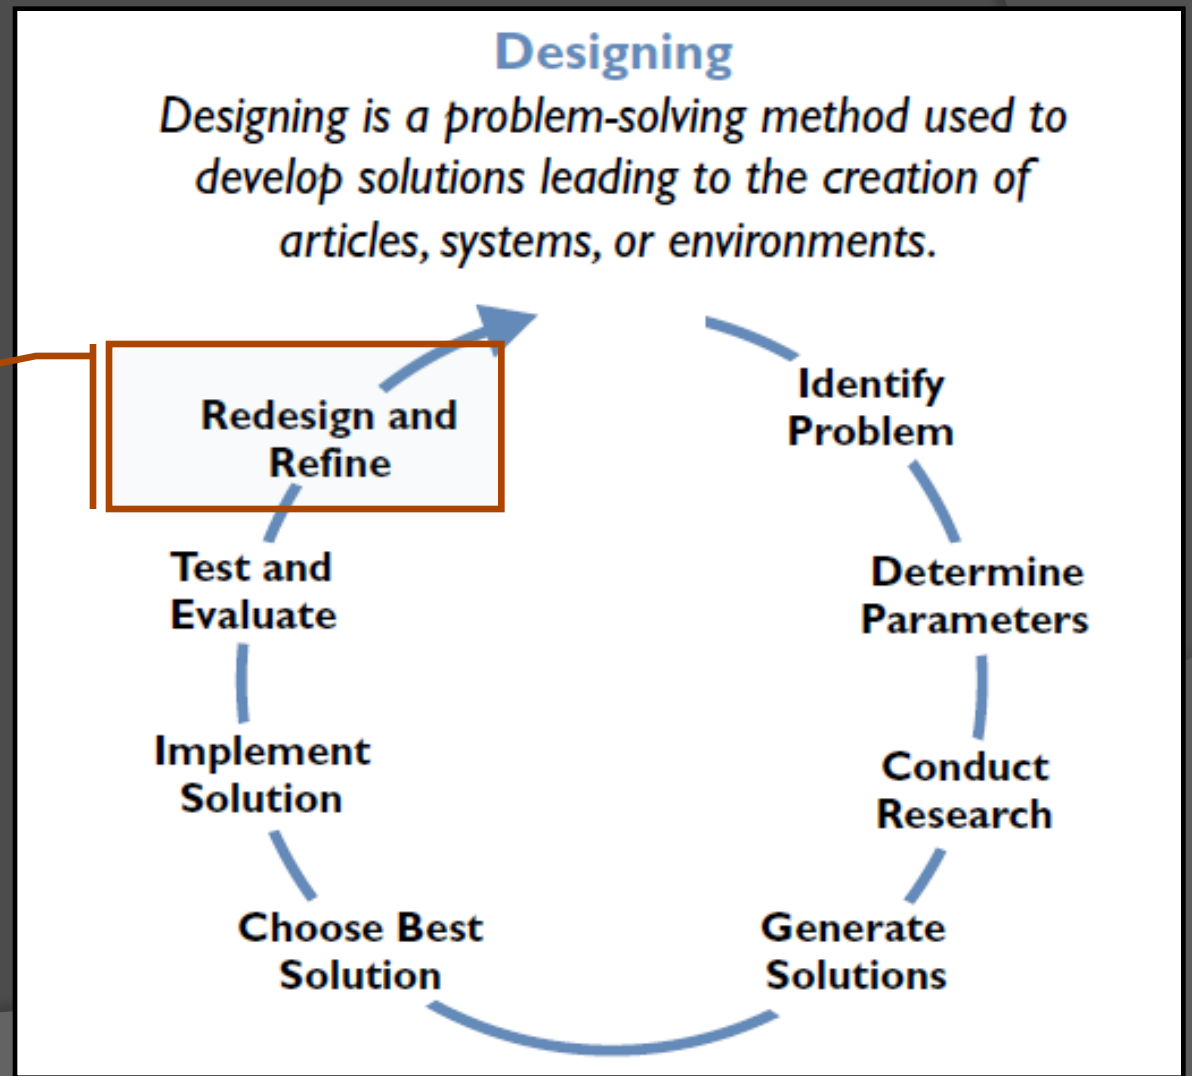 Designing
Designing is a problem-solving method used to
develop solutions leading to the creation of
articles, systems, or environments.
Identify
Problem
Determine
Parameters
Conduct
Research
Generate
Solutions
Choose Best
Solution
Implement
Solution
Test and
Evaluate
Redesign and
Refine